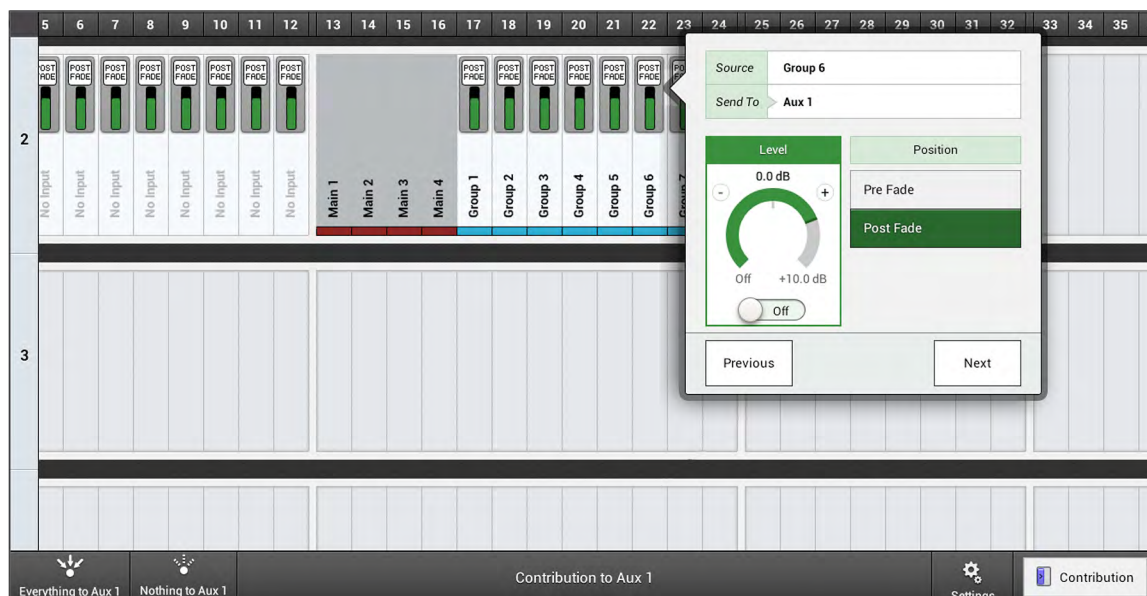 5 6 7 8 9 10 11 12 13 14 15 16 17 18 19 20 21 22 23 24 25 26 27 28 29 30 31 32 33 34 35
POST FADE POST FADE POST FADE POST FADE POST FADE POST FADE POST FADE POST FADE POST FADE POST FADE POST FADE POST FADE POST FADE POST FADE
2
No Input No Input No Input No Input No Input No Input No Input No Input Main 1 Main 2 Main 3 Main 4 Group 1 Group 2 Group 3 Group 4 Group 5 Group 6 Group 7
Source Group 6
Send To Aux 1
Level Position
0.0 dB
- +
Pre Fade
Post Fade
Off +10.0 dB
Off
Previous Next
3
Everything to Aux 1 Nothing to Aux 1 Contribution to Aux 1 Settings Contribution